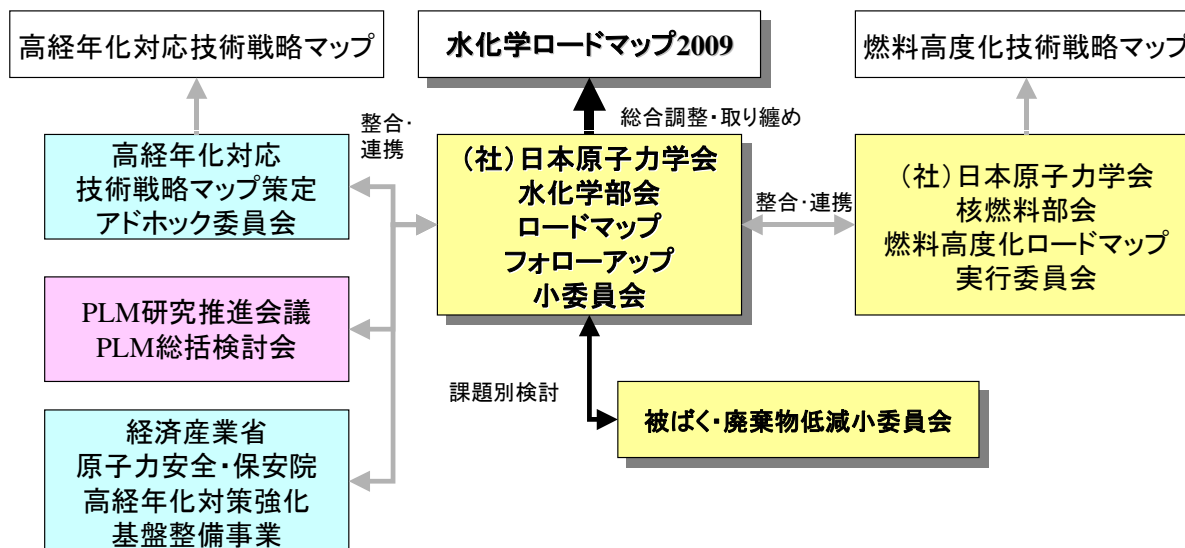 高経年化対応技術戦略マップ
水化学ロードマップ2009
燃料高度化技術戦略マップ
整合・
連携
総合調整・取り纏め
高経年化対応
技術戦略マップ策定
アドホック委員会
（社）日本原子力学会
水化学部会
ロードマップ
フォローアップ
小委員会
整合・連携
（社）日本原子力学会
核燃料部会
燃料高度化ロードマップ
実行委員会
PLM研究推進会議
PLM総括検討会
課題別検討
被ばく・廃棄物低減小委員会
経済産業省
原子力安全・保安院
高経年化対策強化
基盤整備事業